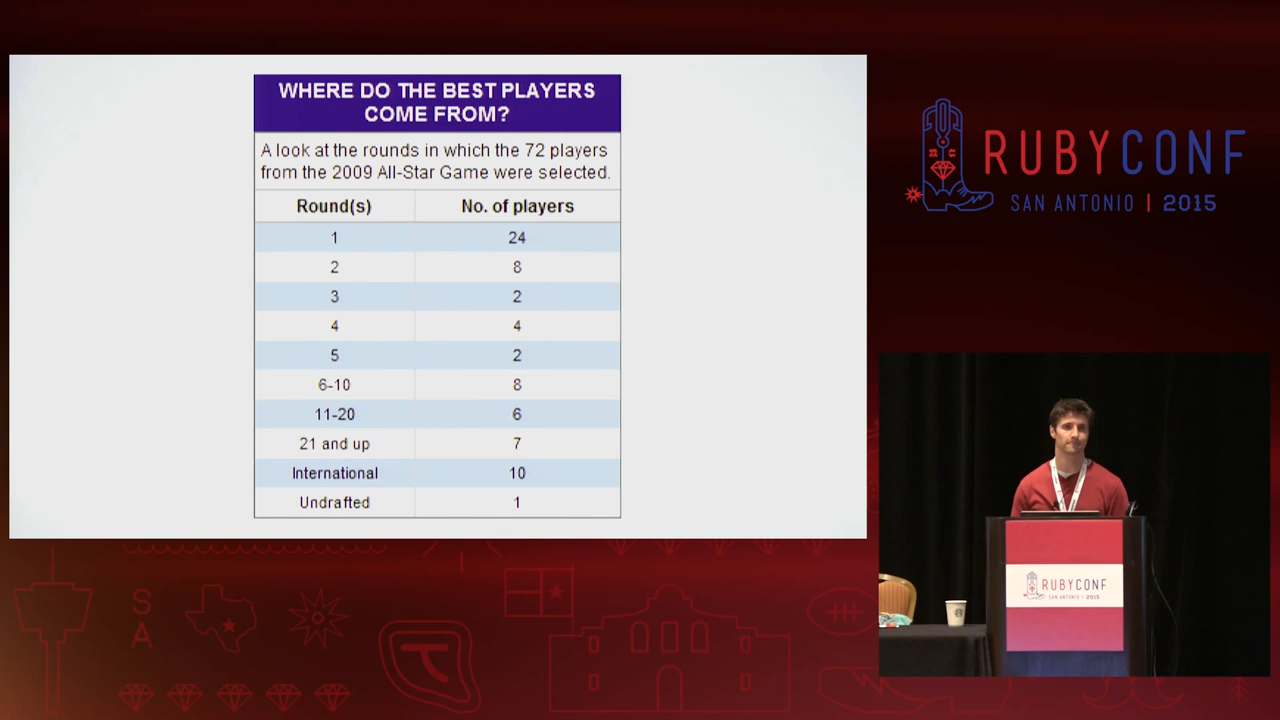 WHERE DO THE BEST PLAYERS
COME FROM?
A look at the rounds in which the 72 players
from the 2009 All-Star Game were selected.
Round(s) No. of players
1 24
2 8
3 2
4 4
5 2
6-10 8
11-20 6
21 and up 7
International 10
Undrafted 1
RUBYCONF
SAN ANTONIO | 2015
RUBYCONF
SAN ANTONIO | 2015
S
A